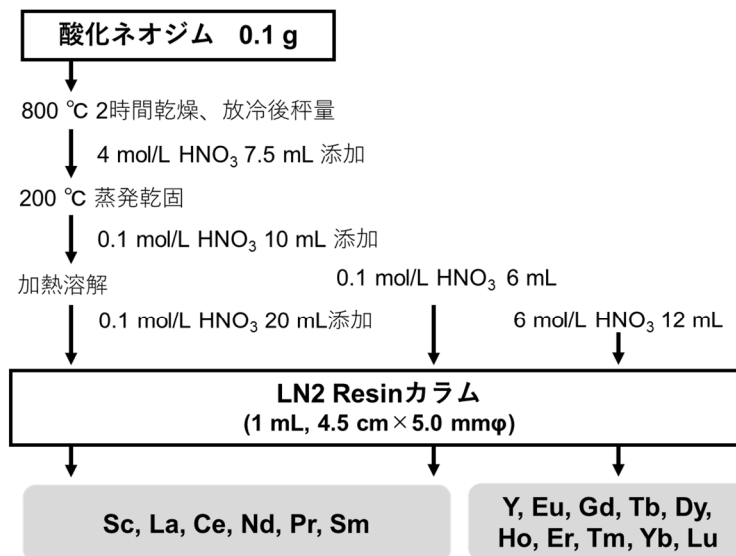 酸化ネオジム 0.1 g
800 ℃ 2時間乾燥、放冷後秤量
4 mol/L HNO₃ 7.5 mL 添加
200 ℃ 蒸発乾固
0.1 mol/L HNO₃ 10 mL 添加
加熱溶解
0.1 mol/L HNO₃ 20 mL添加
0.1 mol/L HNO₃ 6 mL
6 mol/L HNO₃ 12 mL
LN2 Resinカラム
(1 mL, 4.5 cm×5.0 mmφ)
Sc, La, Ce, Nd, Pr, Sm
Y, Eu, Gd, Tb, Dy,
Ho, Er, Tm, Yb, Lu